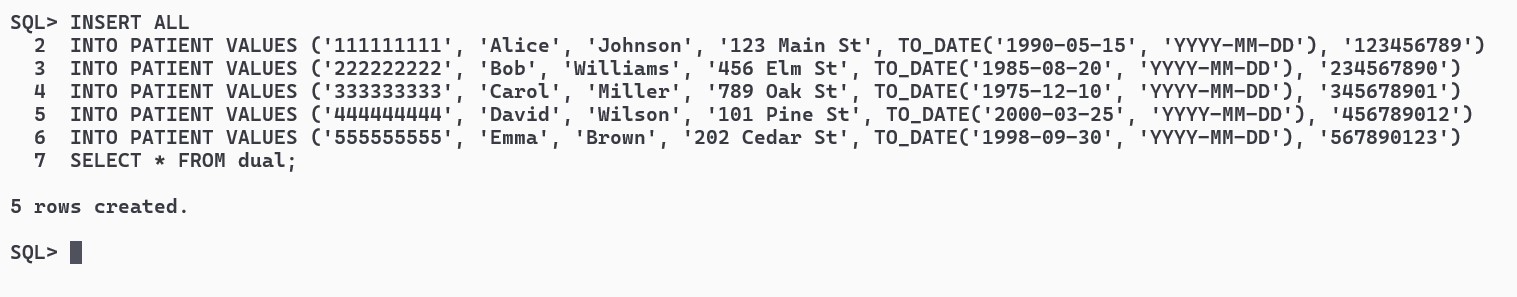 SQL> INSERT ALL
  2  INTO PATIENT VALUES ('111111111', 'Alice', 'Johnson', '123 Main St', TO_DATE('1990-05-15', 'YYYY-MM-DD'), '123456789')
  3  INTO PATIENT VALUES ('222222222', 'Bob', 'Williams', '456 Elm St', TO_DATE('1985-08-20', 'YYYY-MM-DD'), '234567890')
  4  INTO PATIENT VALUES ('333333333', 'Carol', 'Miller', '789 Oak St', TO_DATE('1975-12-10', 'YYYY-MM-DD'), '345678901')
  5  INTO PATIENT VALUES ('444444444', 'David', 'Wilson', '101 Pine St', TO_DATE('2000-03-25', 'YYYY-MM-DD'), '456789012')
  6  INTO PATIENT VALUES ('555555555', 'Emma', 'Brown', '202 Cedar St', TO_DATE('1998-09-30', 'YYYY-MM-DD'), '567890123')
  7  SELECT * FROM dual;
5 rows created.
SQL>